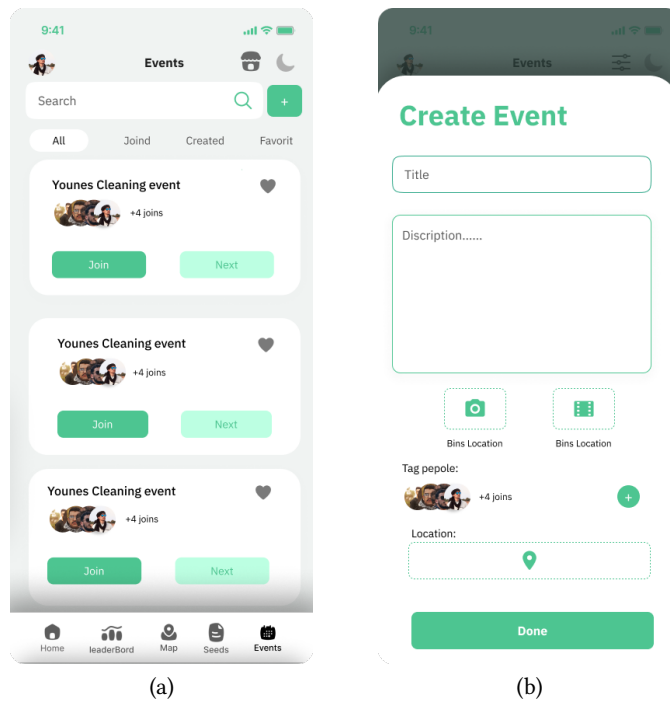 9:41
Events
Search
+
All Joind Created Favorit
Younes Cleaning event
+4 joins
Join Next
Younes Cleaning event
+4 joins
Join Next
Younes Cleaning event
+4 joins
Join Next
Home leaderBord Map Seeds Events
(a)
9:41
Events
Create Event
Title
Discription......
Bins Location Bins Location
Tag pepole:
+4 joins
+
Location:
Done
(b)